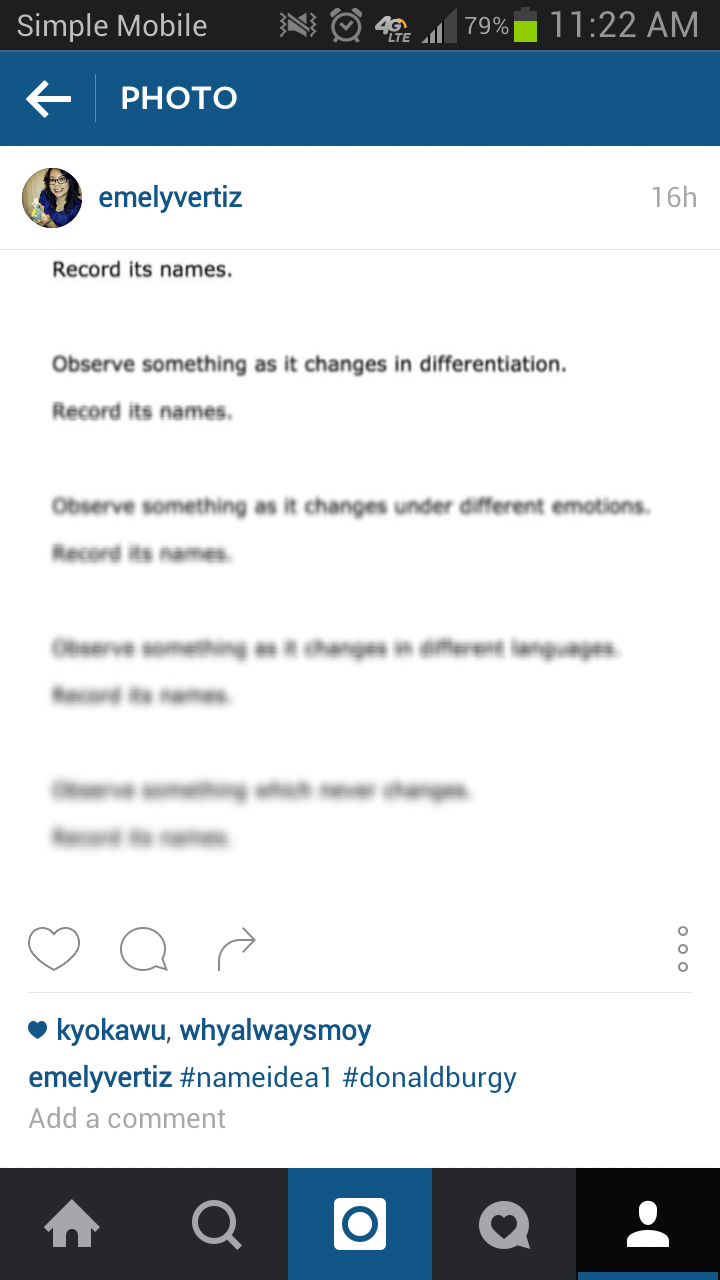 Simple Mobile 4G LTE 79% 11:22 AM
PHOTO
emelyvertiz 16h
Record its names.
Observe something as it changes in differentiation.
Record its names.
Observe something as it changes under different emotions.
Record its names.
Observe something as it changes in different languages.
Record its names.
Observe something which never changes.
Record its names.
kyokawu, whyalwaysmoy
emelyvertiz #nameidea1 #donaldburgy
Add a comment